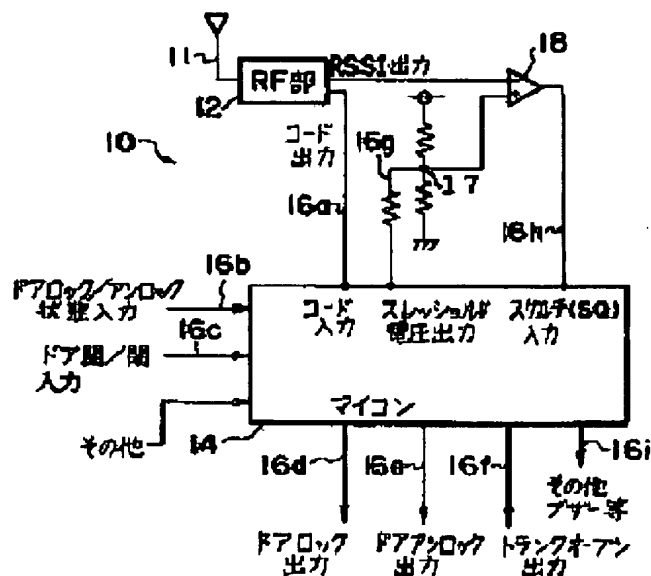 11
RF部
12
RSSI出力
18
コード
出力
10
16g
17
16a
16h
ドアロック/アンロック
状態入力
16b
16c
ドア開/閉
入力
コード
入力
スレッショルド
電圧出力
スケルチ(SQ)
入力
マイコン
その他
14
16d
16e
16f
16i
その他
ブザー等
ドアロック
出力
ドアアンロック
出力
トランクオープン
出力